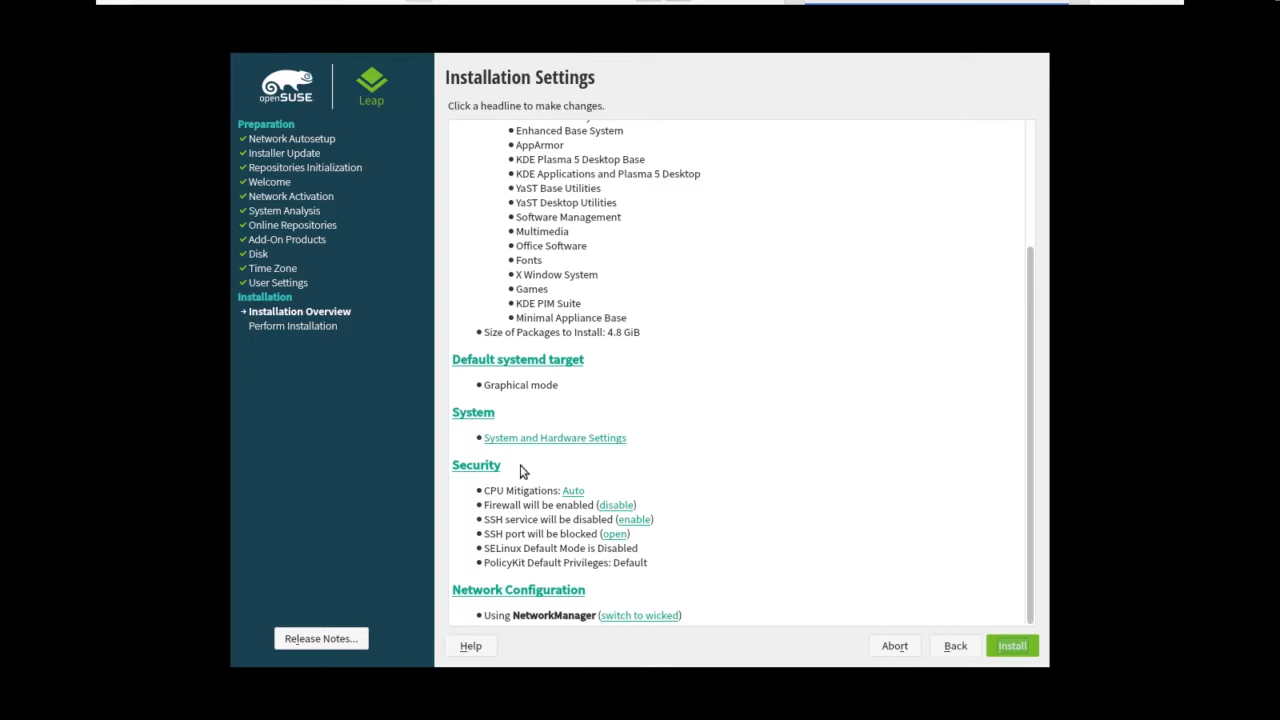 openSUSE
Leap
Preparation
Network Autosetup
Installer Update
Repositories Initialization
Welcome
Network Activation
System Analysis
Online Repositories
Add-On Products
Disk
Time Zone
User Settings
Installation
Installation Overview
Perform Installation
Release Notes...
Installation Settings
Click a headline to make changes.
Enhanced Base System
AppArmor
KDE Plasma 5 Desktop Base
KDE Applications and Plasma 5 Desktop
YaST Base Utilities
YaST Desktop Utilities
Software Management
Multimedia
Office Software
Fonts
X Window System
Games
KDE PIM Suite
Minimal Appliance Base
Size of Packages to Install: 4.8 GiB
Default systemd target
Graphical mode
System
System and Hardware Settings
Security
CPU Mitigations: Auto
Firewall will be enabled (disable)
SSH service will be disabled (enable)
SSH port will be blocked (open)
SELinux Default Mode is Disabled
PolicyKit Default Privileges: Default
Network Configuration
Using NetworkManager (switch to wicked)
Help
Abort
Back
Install